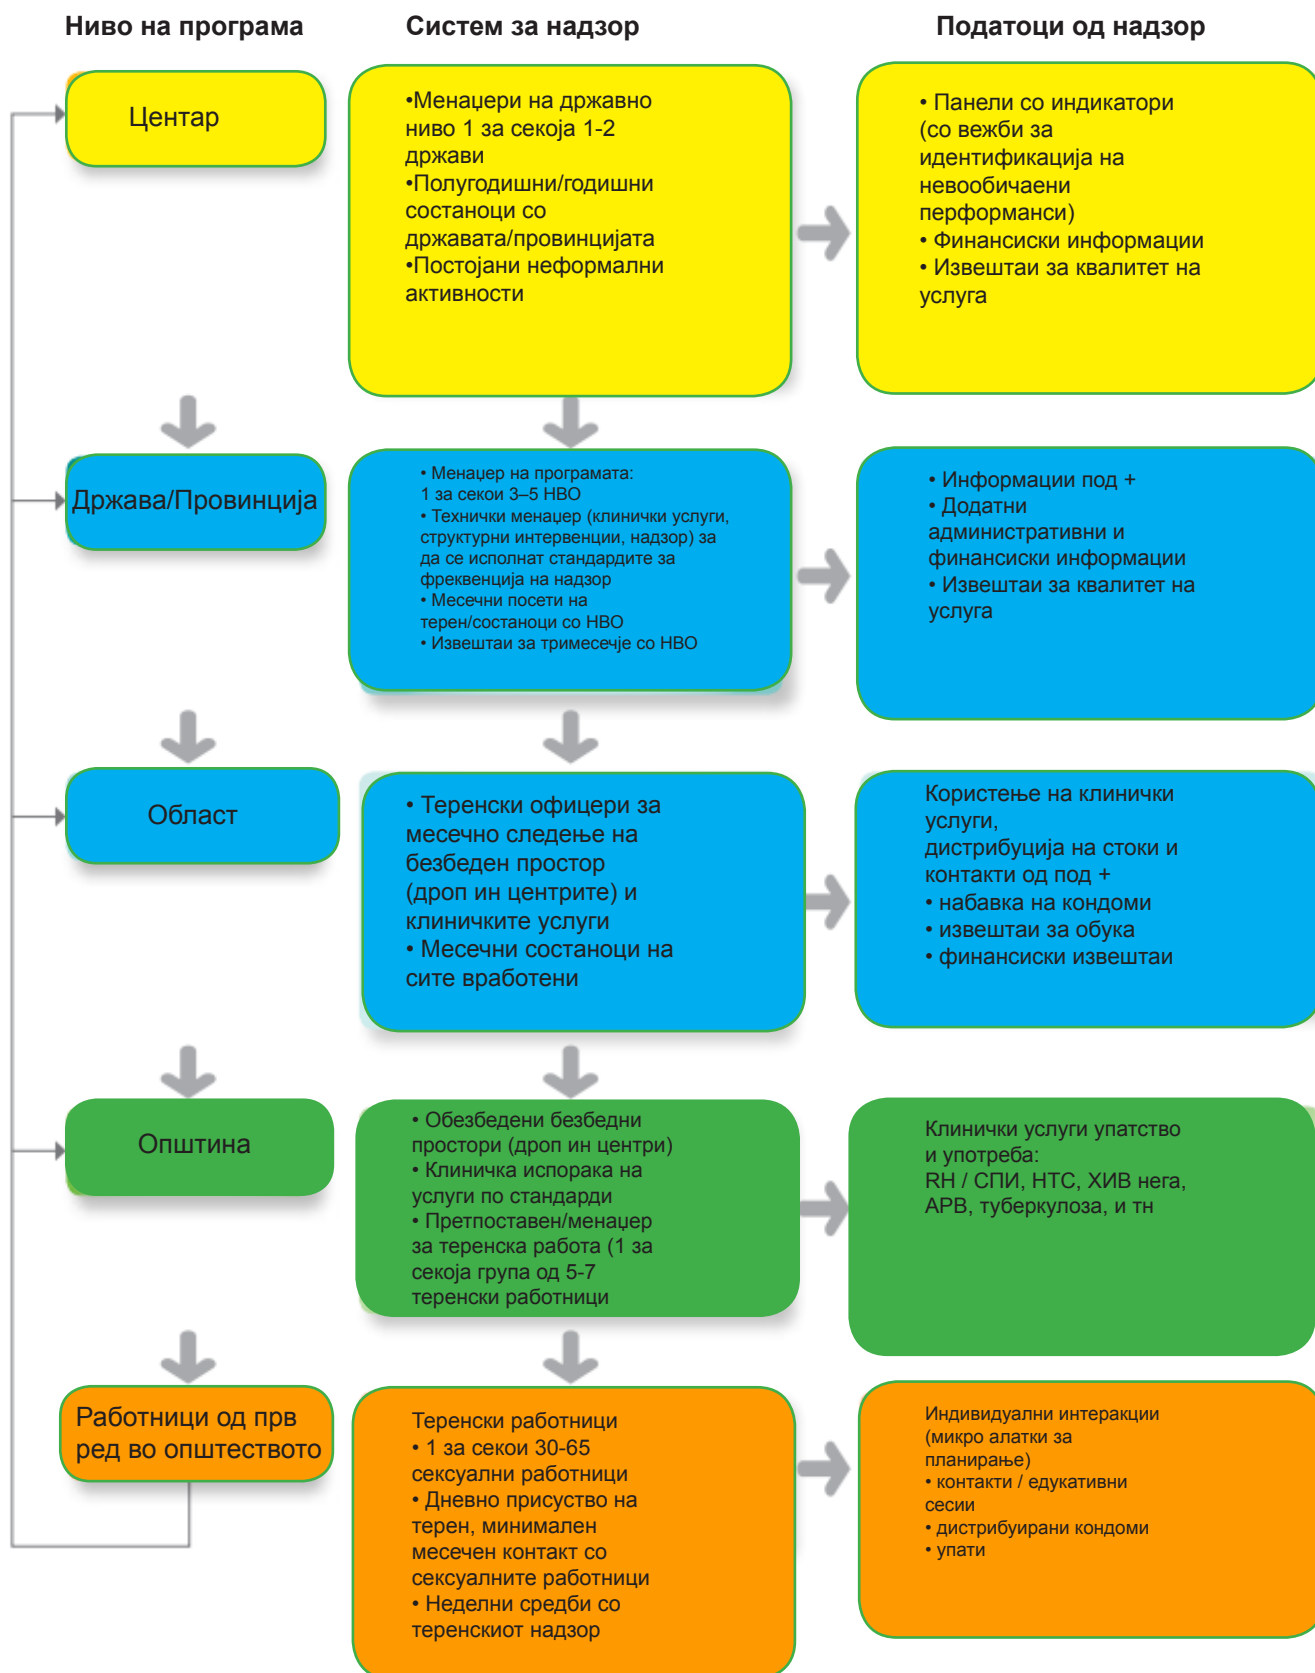 Ниво на програма
Систем за надзор
Податоци од надзор
Центар
•Менаџери на државно
ниво 1 за секоја 1-2
држави
•Полугодишни/годишни
состаноци со
државата/провинцијата
•Постојани неформални
активности
• Панели со индикатори
(со вежби за
идентификација на
невообичаени
перформанси)
• Финансиски информации
• Извештаи за квалитет на
услуга
Држава/Провинција
• Менаџер на програмата:
1 за секои 3–5 НВО
• Технички менаџер (клинички услуги,
структурни интервенции, надзор) за
да се исполнат стандардите за
фреквенција на надзор
• Месечни посети на
терен/состаноци со НВО
• Извештаи за тримесечје со НВО
• Информации под +
• Додатни
административни и
финансиски информации
• Извештаи за квалитет на
услуга
Област
• Теренски офицери за
месечно следење на
безбеден простор
(дроп ин центрите) и
клиничките услуги
• Месечни состаноци на
сите вработени
Користење на клинички
услуги,
дистрибуција на стоки и
контакти од под +
• набавка на кондоми
• извештаи за обука
• финансиски извештаи
Општина
• Обезбедени безбедни
простори (дроп ин центри)
• Клиничка испорака на
услуги по стандарди
• Претпоставен/менаџер
за теренска работа (1 за
секоја група од 5-7
теренски работници
Клинички услуги упатство
и употреба:
RH / СПИ, НТС, ХИВ нега,
АРВ, туберкулоза, и тн
Работници од прв
ред во општеството
Теренски работници
• 1 за секои 30-65
сексуални работници
• Дневно присуство на
терен, минимален
месечен контакт со
сексуалните работници
• Неделни средби со
теренскиот надзор
Индивидуални интеракции
(микро алатки за
планирање)
• контакти / едукативни
сесии
• дистрибуирани кондоми
• упати